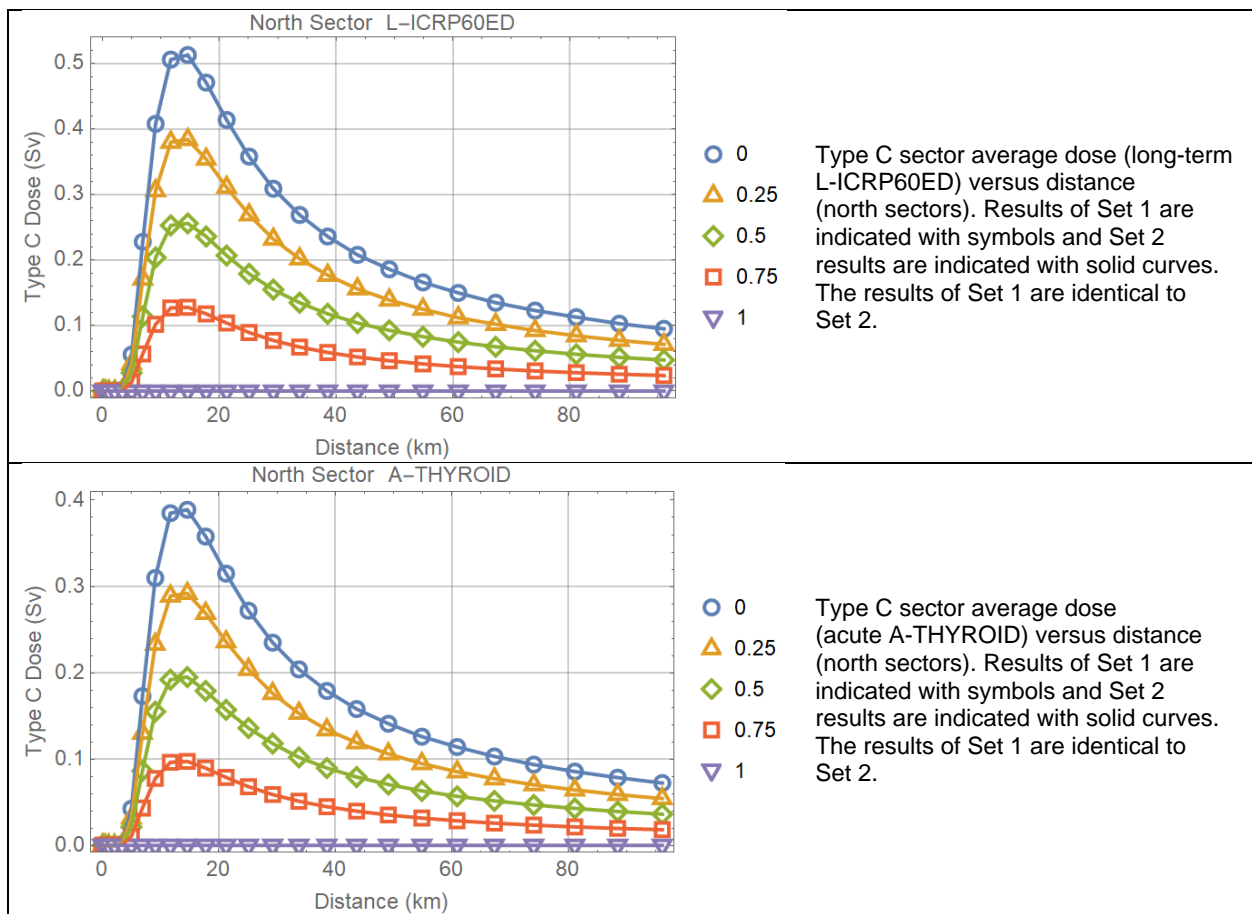 North Sector L−ICRP60ED
Type C Dose (Sv)
0.5
0.4
0.3
0.2
0.1
0.0
0
20
40
60
80
Distance (km)
0
0.25
0.5
0.75
1
Type C sector average dose (long-term
L-ICRP60ED) versus distance
(north sectors). Results of Set 1 are
indicated with symbols and Set 2
results are indicated with solid curves.
The results of Set 1 are identical to
Set 2.
North Sector A−THYROID
Type C Dose (Sv)
0.4
0.3
0.2
0.1
0.0
0
20
40
60
80
Distance (km)
0
0.25
0.5
0.75
1
Type C sector average dose
(acute A-THYROID) versus distance
(north sectors). Results of Set 1 are
indicated with symbols and Set 2
results are indicated with solid curves.
The results of Set 1 are identical to
Set 2.